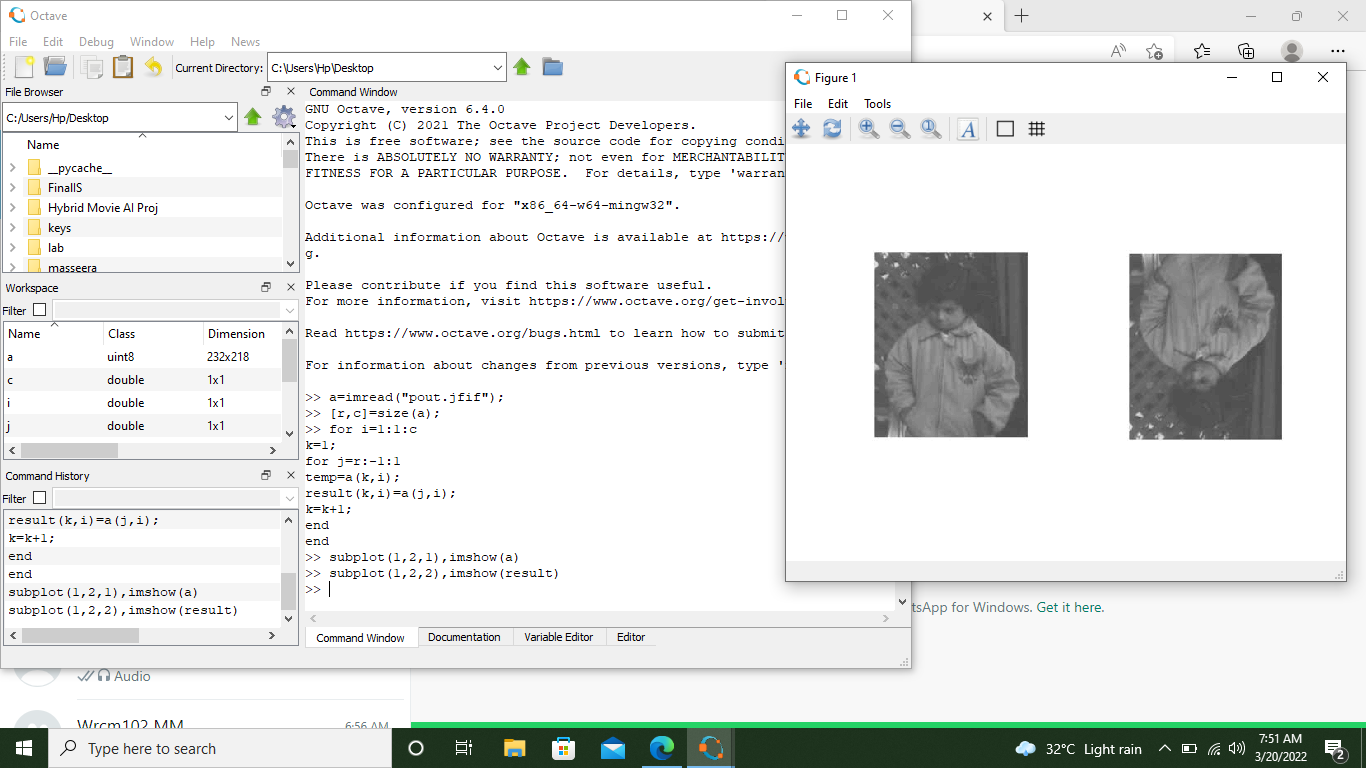 Octave
File Edit Debug Window Help News
Current Directory: C:\Users\Hp\Desktop
File Browser
C:/Users/Hp/Desktop
Name
__pycache__
FinalIS
Hybrid Movie AI Proj
keys
lab
masseera
Workspace
Filter
Name Class Dimension
a uint8 232x218
c double 1x1
i double 1x1
j double 1x1
Command History
Filter
result(k,i)=a(j,i);
k=k+1;
end
end
subplot(1,2,1),imshow(a)
subplot(1,2,2),imshow(result)
Command Window
GNU Octave, version 6.4.0
Copyright (C) 2021 The Octave Project Developers.
This is free software; see the source code for copying condi
There is ABSOLUTELY NO WARRANTY; not even for MERCHANTABILIT
FITNESS FOR A PARTICULAR PURPOSE.  For details, type 'warran
Octave was configured for "x86_64-w64-mingw32".
Additional information about Octave is available at https://
g.
Please contribute if you find this software useful.
For more information, visit https://www.octave.org/get-invol
Read https://www.octave.org/bugs.html to learn how to submit
For information about changes from previous versions, type '
>> a=imread("pout.jfif");
>> [r,c]=size(a);
>> for i=1:1:c
k=1;
for j=r:-1:1
temp=a(k,i);
result(k,i)=a(j,i);
k=k+1;
end
end
>> subplot(1,2,1),imshow(a)
>> subplot(1,2,2),imshow(result)
>>
Command Window Documentation Variable Editor Editor
Figure 1
File Edit Tools
A
tsApp for Windows. Get it here.
Audio
Wrcm102 MM 6:56 AM
Type here to search
32°C Light rain
7:51 AM
3/20/2022
2